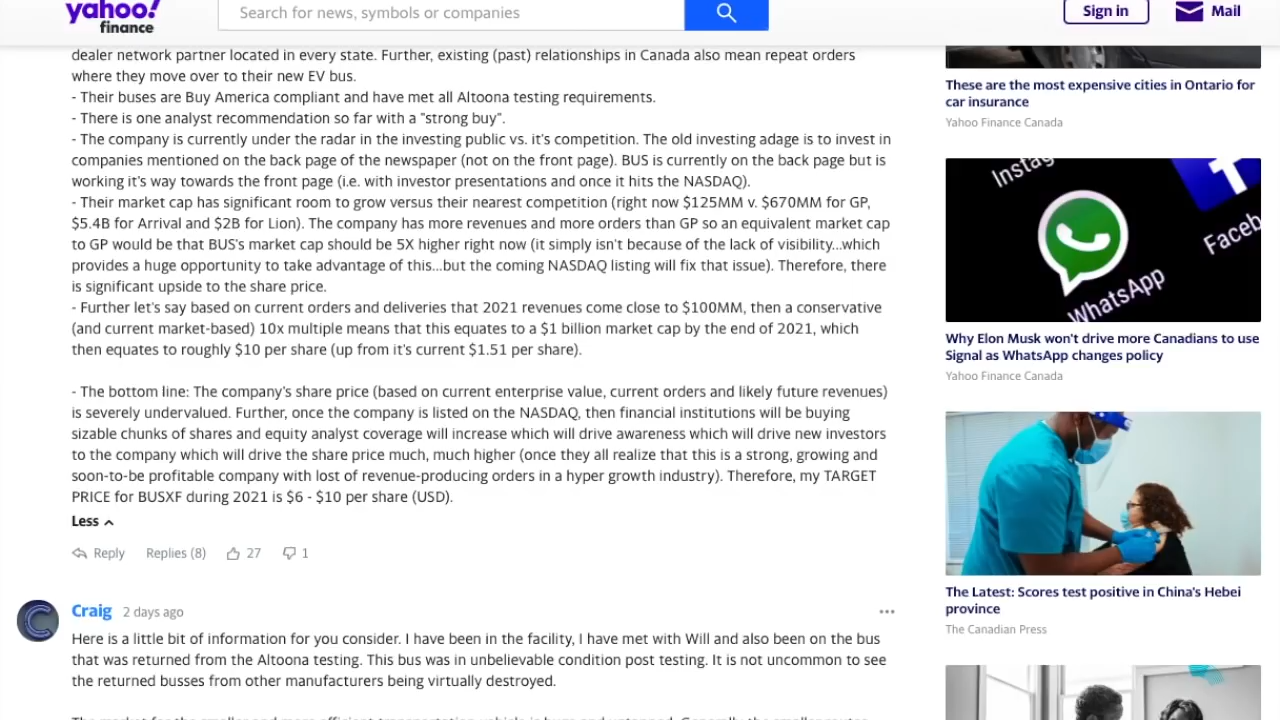 yahoo!
finance
Search for news, symbols or companies
Sign in
Mail
dealer network partner located in every state. Further, existing (past) relationships in Canada also mean repeat orders
where they move over to their new EV bus.
- Their buses are Buy America compliant and have met all Altoona testing requirements.
- There is one analyst recommendation so far with a "strong buy".
- The company is currently under the radar in the investing public vs. it's competition. The old investing adage is to invest in
companies mentioned on the back page of the newspaper (not on the front page). BUS is currently on the back page but is
working it's way towards the front page (i.e. with investor presentations and once it hits the NASDAQ).
- Their market cap has significant room to grow versus their nearest competition (right now $125MM v. $670MM for GP,
$5.4B for Arrival and $2B for Lion). The company has more revenues and more orders than GP so an equivalent market cap
to GP would be that BUS's market cap should be 5X higher right now (it simply isn't because of the lack of visibility...which
provides a huge opportunity to take advantage of this...but the coming NASDAQ listing will fix that issue). Therefore, there
is significant upside to the share price.
- Further let's say based on current orders and deliveries that 2021 revenues come close to $100MM, then a conservative
(and current market-based) 10x multiple means that this equates to a $1 billion market cap by the end of 2021, which
then equates to roughly $10 per share (up from it's current $1.51 per share).
- The bottom line: The company's share price (based on current enterprise value, current orders and likely future revenues)
is severely undervalued. Further, once the company is listed on the NASDAQ, then financial institutions will be buying
sizable chunks of shares and equity analyst coverage will increase which will drive awareness which will drive new investors
to the company which will drive the share price much, much higher (once they all realize that this is a strong, growing and
soon-to-be profitable company with lost of revenue-producing orders in a hyper growth industry). Therefore, my TARGET
PRICE for BUSXF during 2021 is $6 - $10 per share (USD).
Less
Reply
Replies (8)
27
1
Craig
2 days ago
Here is a little bit of information for you consider. I have been in the facility, I have met with Will and also been on the bus
that was returned from the Altoona testing. This bus was in unbelievable condition post testing. It is not uncommon to see
the returned busses from other manufacturers being virtually destroyed.
These are the most expensive cities in Ontario for
car insurance
Yahoo Finance Canada
Instag
Faceb
WhatsApp
Why Elon Musk won't drive more Canadians to use
Signal as WhatsApp changes policy
Yahoo Finance Canada
The Latest: Scores test positive in China's Hebei
province
The Canadian Press